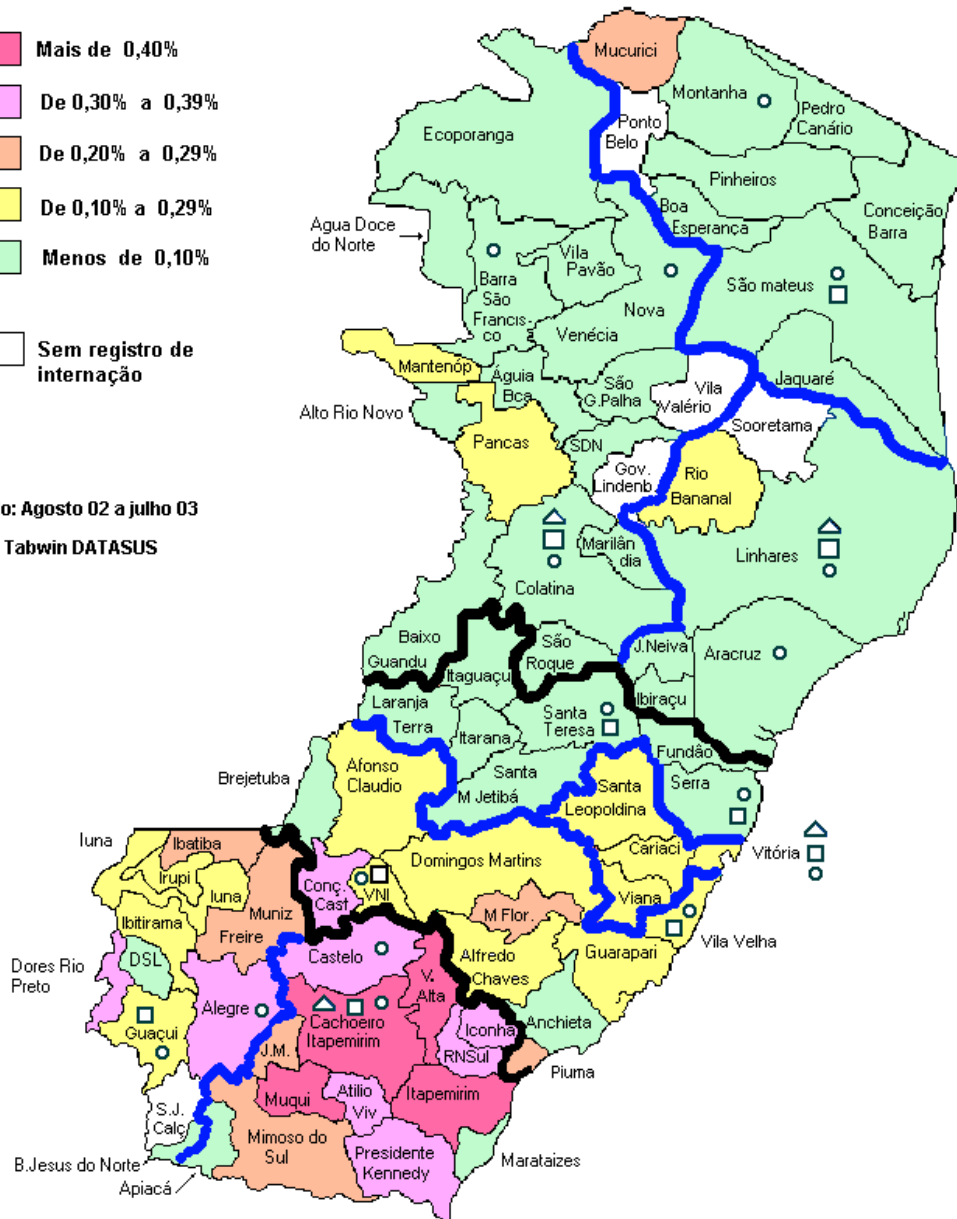 Mais de 0,40%
De 0,30% a 0,39%
De 0,20% a 0,29%
De 0,10% a 0,29%
Menos de 0,10%
Sem registro de
internação
o: Agosto 02 a julho 03
Tabwin DATASUS
Mucurici
Montanha
Pedro
Canário
Ponto
Belo
Ecoporanga
Pinheiros
Boa
Esperança
Conceição
Barra
Agua Doce
do Norte
Vila
Pavão
Barra
São
Francis-
co
São mateus
Nova
Venécia
Mantenóp
Águia
Bca
São
G.Palha
Vila
Valério
Jaquaré
Alto Rio Novo
Sooretama
Pancas
SDN
Gov.
Lindenb.
Rio
Bananal
Marilân
dia
Linhares
Colatina
Baixo
Guandu
São
Roque
J.Neiva
Aracruz
Itaguaçu
Ibiraçu
Laranja
Terra
Santa
Teresa
Itarana
Fundão
Afonso
Claudio
Brejetuba
Santa
M Jetibá
Santa
Leopoldina
Serra
Iuna
Ibatiba
Domingos Martins
Cariaci
Vitória
Irupi
Iuna
Conç.
Cast
VNI
Viana
Muniz
Freire
M Flor.
Ibitirama
Guarapari
Vila Velha
Dores Rio
Preto
DSL
Castelo
Alfredo
Chaves
V.
Alta
Alegre
Guaçui
Cachoeiro
Itapemirim
Iconha
Anchieta
J.M.
RNSul
Piuma
Muqui
Atilio
Viv
Itapemirim
S.J.
Calç
Mimoso do
Sul
Presidente
Kennedy
Marataizes
B.Jesus do Norte
Apiacá